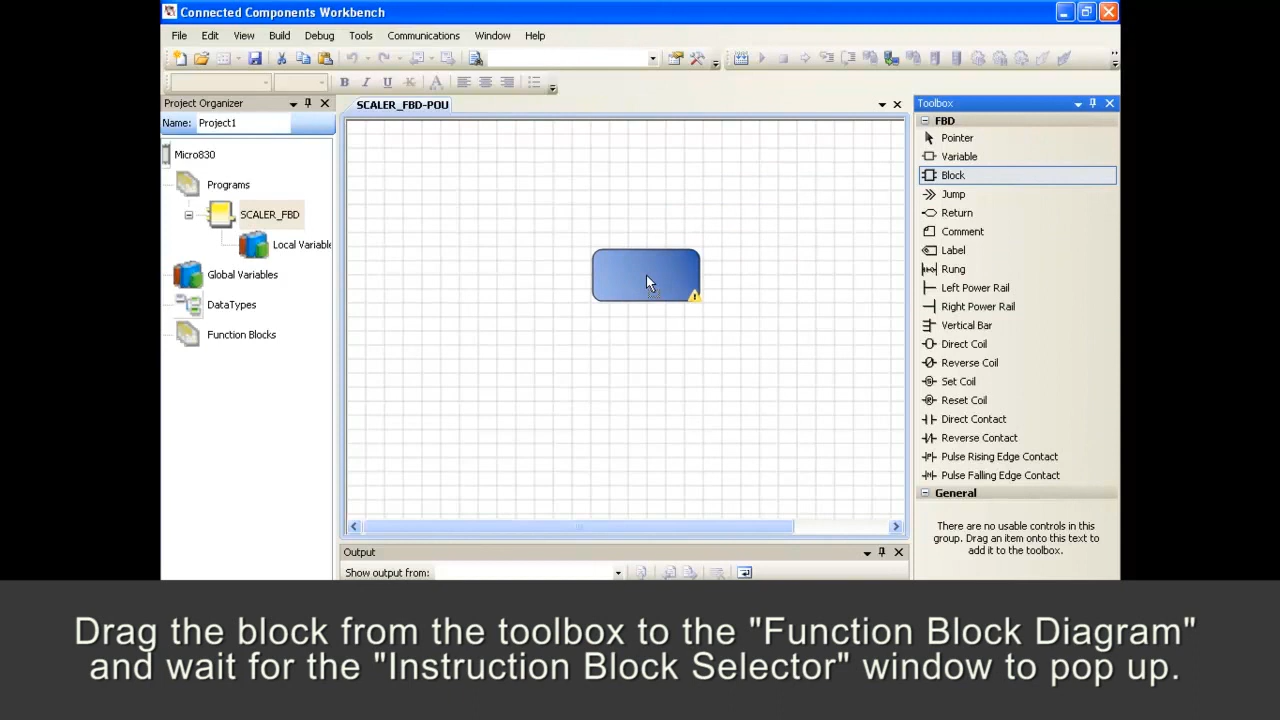 Connected Components Workbench
File Edit View Build Debug Tools Communications Window Help
B I U K A
Project Organizer
Name: Project1
Micro830
Programs
SCALER_FBD
Local Variable
Global Variables
DataTypes
Function Blocks
SCALER_FBD-POU
Output
Show output from:
Toolbox
FBD
Pointer
Variable
Block
Jump
Return
Comment
Label
Rung
Left Power Rail
Right Power Rail
Vertical Bar
Direct Coil
Reverse Coil
Set Coil
Reset Coil
Direct Contact
Reverse Contact
Pulse Rising Edge Contact
Pulse Falling Edge Contact
General
There are no usable controls in this
group. Drag an item onto this text to
add it to the toolbox.
Drag the block from the toolbox to the "Function Block Diagram"
and wait for the "Instruction Block Selector" window to pop up.